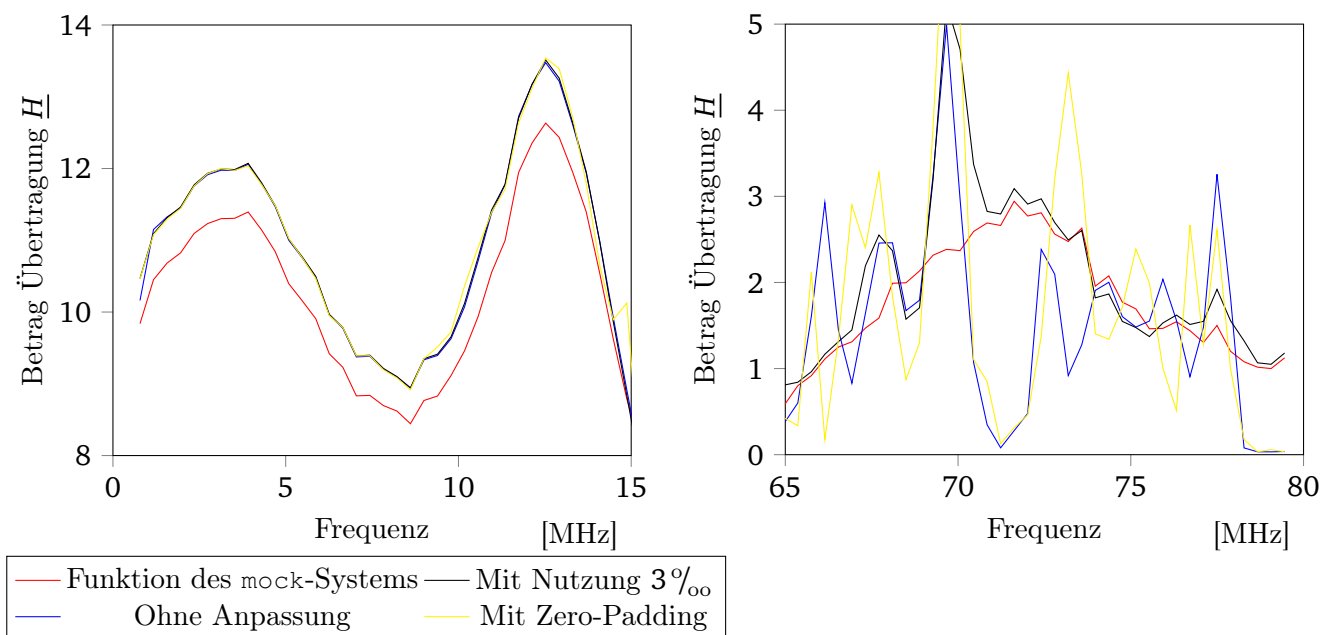 14
12
10
8
0
5
10
15
Betrag Übertragung H
Frequenz
[MHz]
5
4
3
2
1
0
65
70
75
80
Betrag Übertragung H
Frequenz
[MHz]
Funktion des mock-Systems
Mit Nutzung 3‱
Ohne Anpassung
Mit Zero-Padding